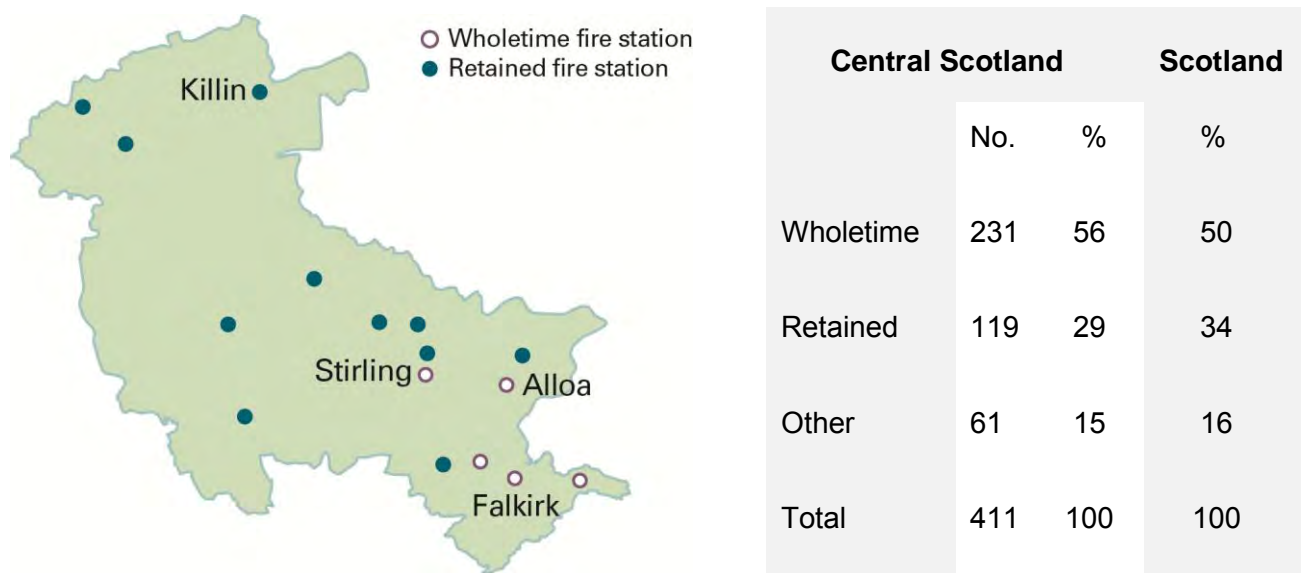 Wholetime fire station
Retained fire station
Killin
Stirling
Alloa
Falkirk
Central Scotland Scotland
No. % %
Wholetime 231 56 50
Retained 119 29 34
Other 61 15 16
Total 411 100 100